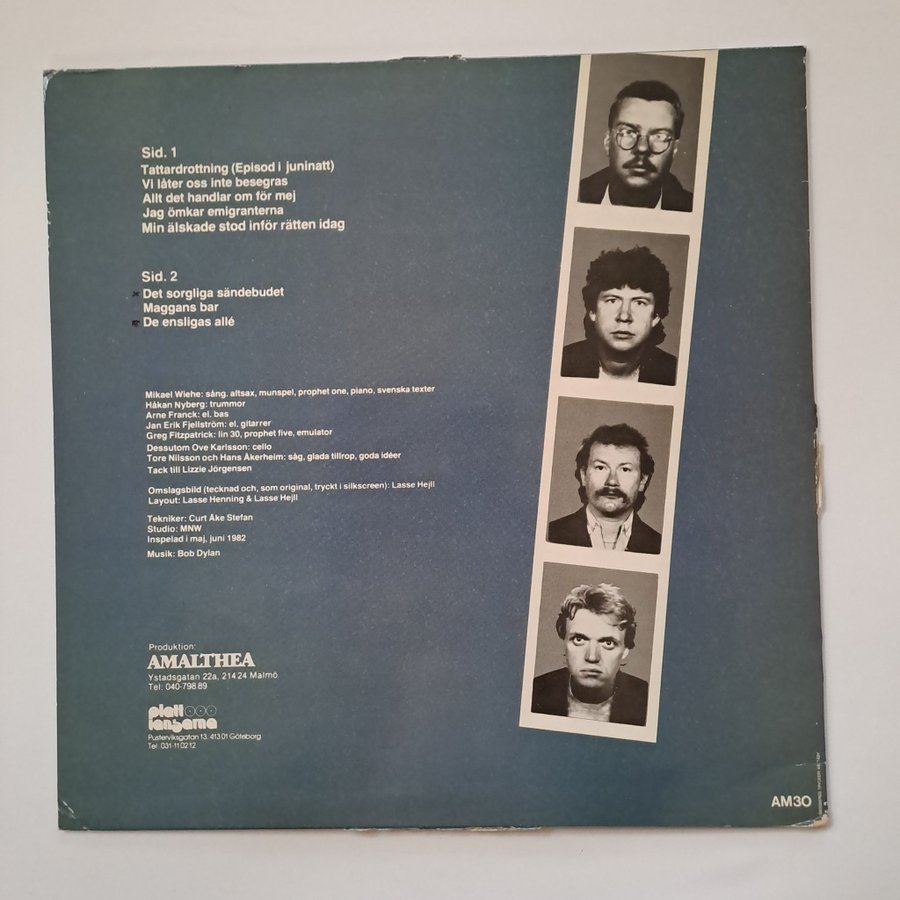 Sid. 1
Tattardrottning (Episod i juninatt)
Vi låter oss inte besegras
Allt det handlar om för mej
Jag ömkar emigranterna
Min älskade stod inför rätten idag
Sid. 2
Det sorgliga sändebudet
Maggans bar
De ensligas allé
Mikael Wiehe: sång, altsax, munspel, prophet one, piano, svenska texter
Håkan Nyberg: trummor
Arne Franck: el. bas
Jan Erik Fjellström: el. gitarrer
Greg Fitzpatrick: lin 30, prophet five, emulator
Dessutom Ove Karlsson: cello
Tore Nilsson och Hans Åkerheim: såg, glada tillrop, goda idéer
Tack till Lizzie Jörgensen
Omslagsbild (tecknad och, som original, tryckt i silkscreen): Lasse Hejll
Layout: Lasse Henning & Lasse Hejll
Tekniker: Curt Åke Stefan
Studio: MNW
Inspelad i maj, juni 1982
Musik: Bob Dylan
Produktion:
AMALTHEA
Ystadsgatan 22a, 214 24 Malmö
Tel: 040-798 89
platt
langarna
Pusterviksgatan 13. 413 01 Göteborg
Tel: 031-11 02 12
AM30